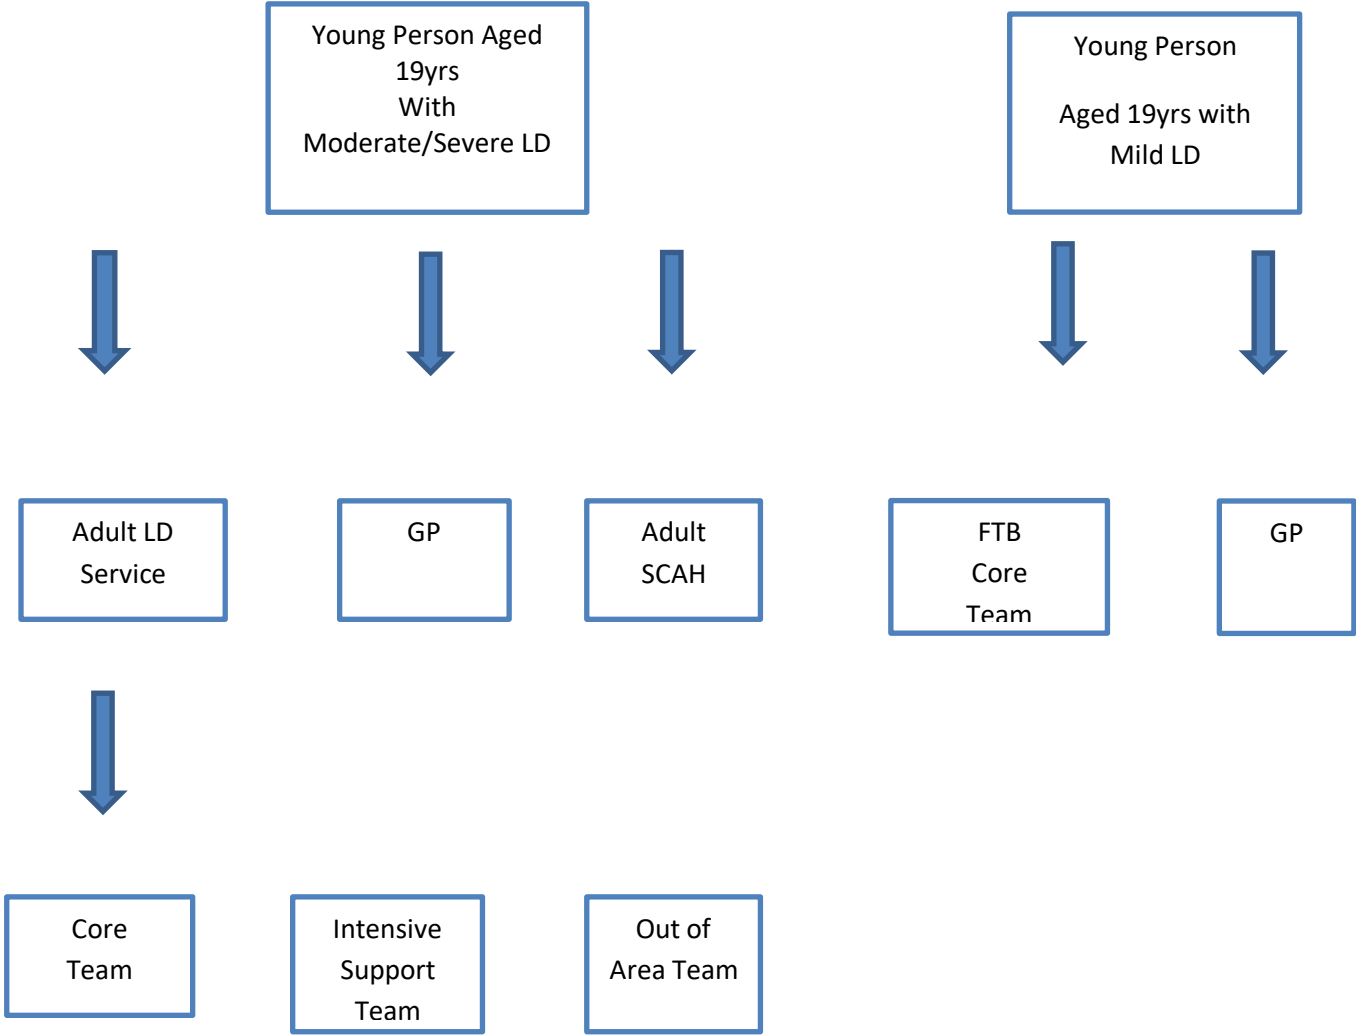 Young Person Aged
19yrs
With
Moderate/Severe LD
Young Person
Aged 19yrs with
Mild LD
Adult LD
Service
GP
Adult
SCAH
FTB
Core
Team
GP
Core
Team
Intensive
Support
Team
Out of
Area Team